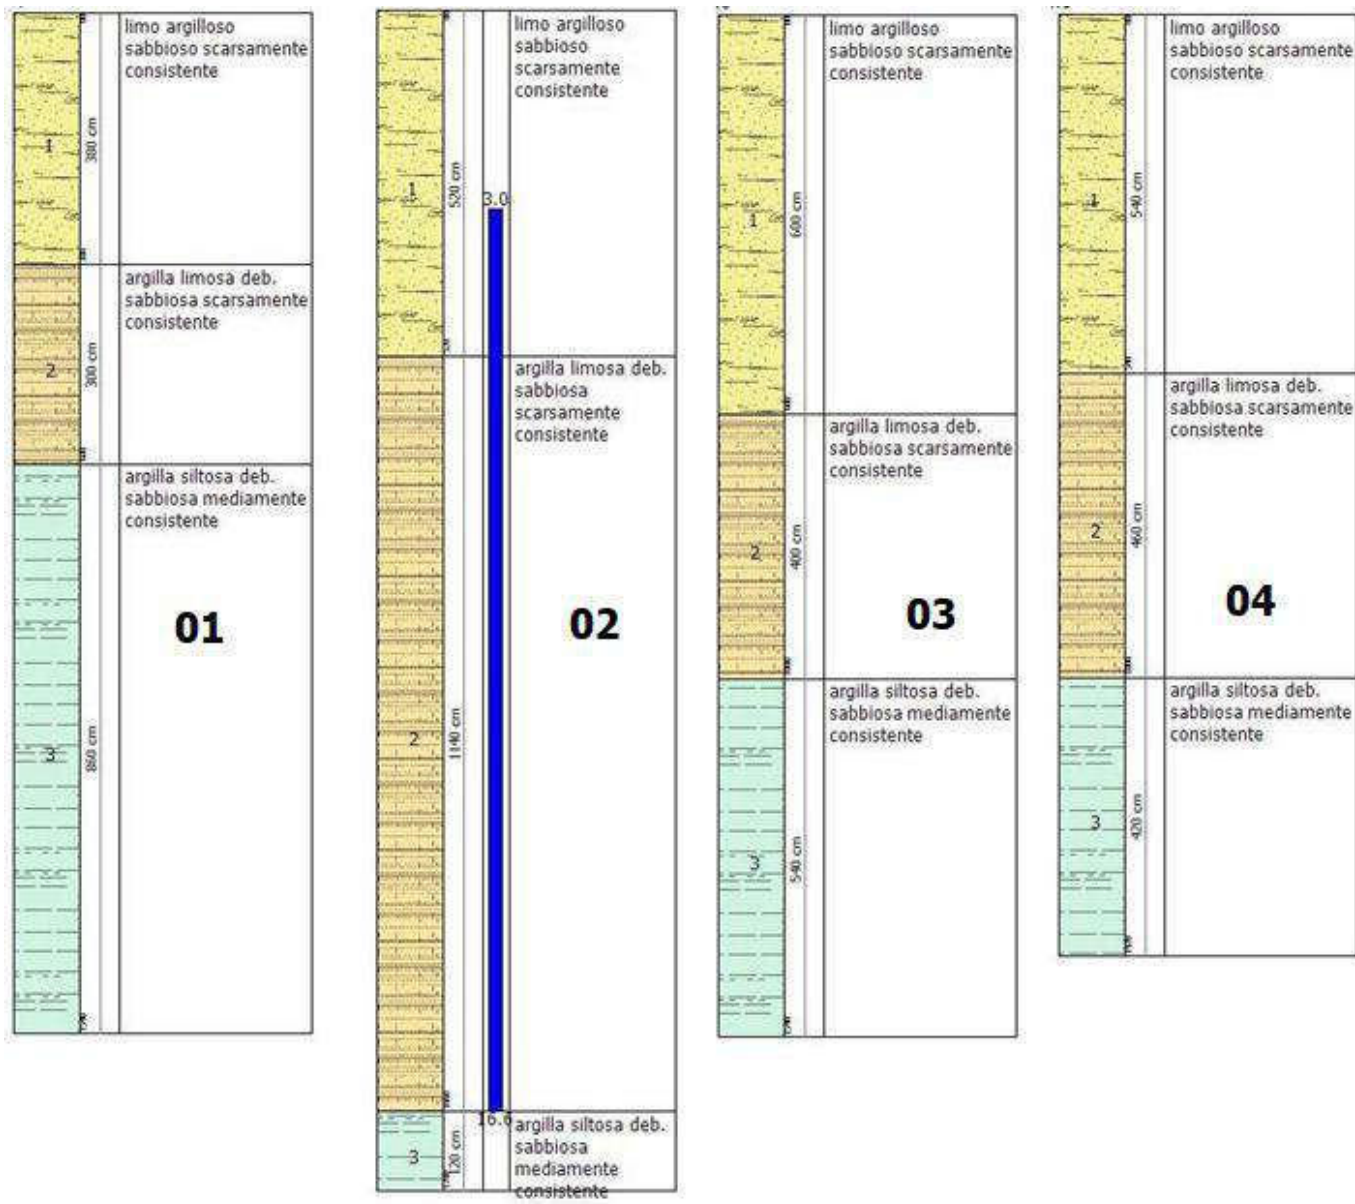 limo argilloso
sabbioso scarsamente
consistente
1
380 cm
argilla limosa deb.
sabbiosa scarsamente
consistente
2
300 cm
argilla siltosa deb.
sabbiosa mediamente
consistente
01
3
860 cm
limo argilloso
sabbioso
scarsamente
consistente
1
520 cm
3.0
argilla limosa deb.
sabbiosa
scarsamente
consistente
02
2
1140 cm
16.6
argilla siltosa deb.
sabbiosa
mediamente
consistente
3
120 cm
limo argilloso
sabbioso scarsamente
consistente
1
600 cm
argilla limosa deb.
sabbiosa scarsamente
consistente
2
400 cm
03
argilla siltosa deb.
sabbiosa mediamente
consistente
3
540 cm
limo argilloso
sabbioso scarsamente
consistente
1
540 cm
argilla limosa deb.
sabbiosa scarsamente
consistente
2
460 cm
04
argilla siltosa deb.
sabbiosa mediamente
consistente
3
420 cm